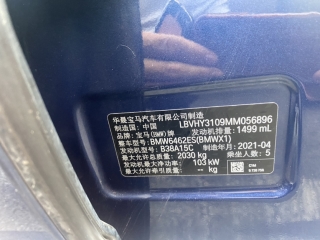 华晨宝马汽车有限公司制造
制造国：中国 LBVHY3109MM056896
品牌：宝马(BMW)牌 发动机排量：1499 mL
整车型号：BMW6462ES(BMWX1)
发动机型号：B38A15C 制造年月：2021-04
最大允许总质量：2030 kg 乘坐人数：5
发动机最大净功率：103 kW
最大允许牵引质量：-- kg